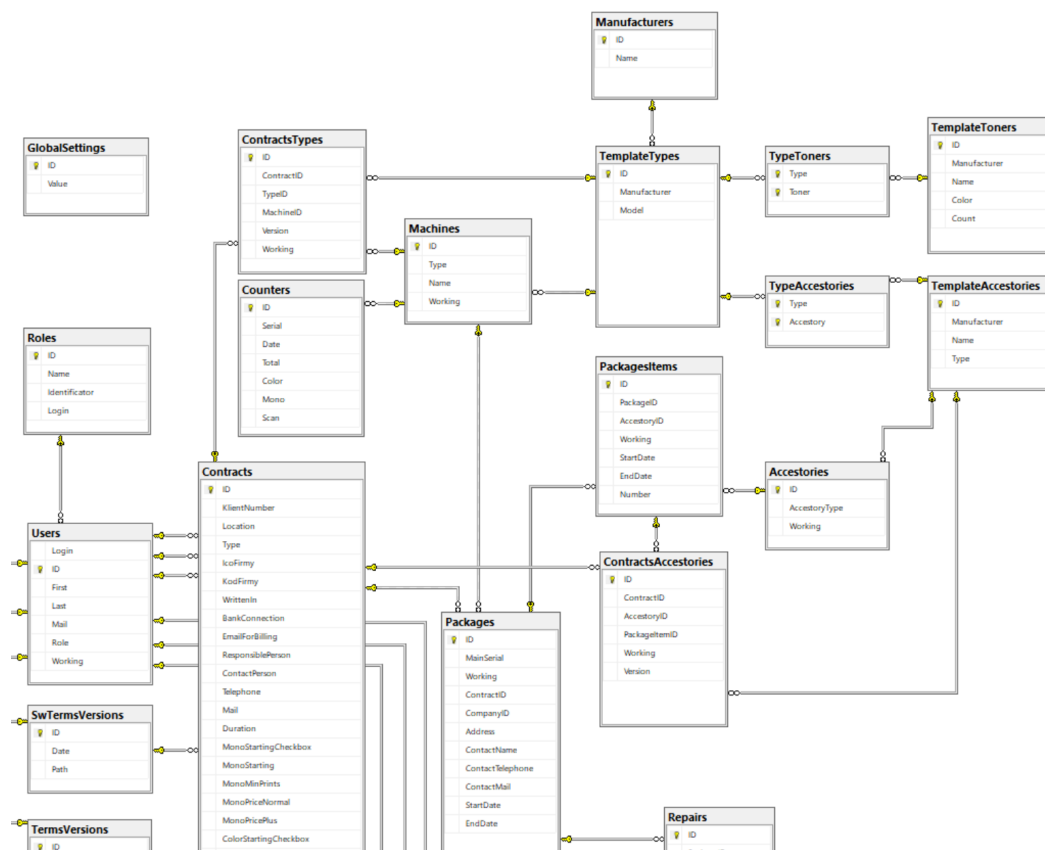 Manufacturers
ID
Name
GlobalSettings
ID
Value
ContractsTypes
ID
ContractID
TypeID
MachineID
Version
Working
TemplateTypes
ID
Manufacturer
Model
TypeToners
Type
Toner
TemplateToners
ID
Manufacturer
Name
Color
Count
Machines
ID
Type
Name
Working
Counters
ID
Serial
Date
Total
Color
Mono
Scan
TypeAccestories
Type
Accestory
TemplateAccestories
ID
Manufacturer
Name
Type
Roles
ID
Name
Identificator
Login
PackagesItems
ID
PackageID
AccestoryID
Working
StartDate
EndDate
Number
Accestories
ID
AccestoryType
Working
Contracts
ID
KlientNumber
Location
Type
IcoFirmy
KodFirmy
WrittenIn
BankConnection
EmailForBilling
ResponsiblePerson
ContactPerson
Telephone
Mail
Duration
MonoStartingCheckbox
MonoStarting
MonoMinPrints
MonoPriceNormal
MonoPricePlus
ColorStartingCheckbox
Users
Login
ID
First
Last
Mail
Role
Working
ContractsAccestories
ID
ContractID
AccestoryID
PackageItemID
Working
Version
Packages
ID
MainSerial
Working
ContractID
CompanyID
Address
ContactName
ContactTelephone
ContactMail
StartDate
EndDate
SwTermsVersions
ID
Date
Path
TermsVersions
ID
Repairs
ID